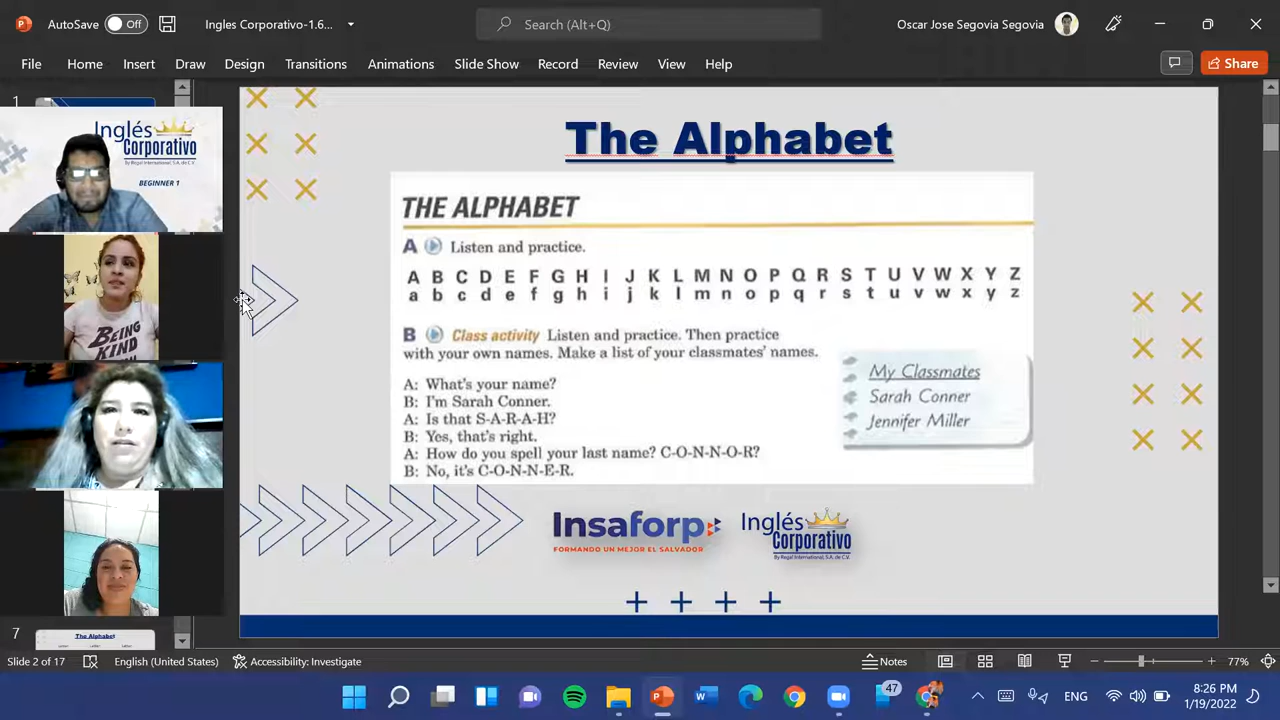 AutoSave Off Ingles Corporativo-1.6... Search (Alt+Q) Oscar Jose Segovia Segovia
File Home Insert Draw Design Transitions Animations Slide Show Record Review View Help Share
1
Inglés
Corporativo
By Regal International, S.A. de C.V.
BEGINNER 1
BEING
KIND
7
The Alphabet
The Alphabet
THE ALPHABET
A Listen and practice.
A B C D E F G H I J K L M N O P Q R S T U V W X Y Z
a b c d e f g h i j k l m n o p q r s t u v w x y z
B Class activity Listen and practice. Then practice
with your own names. Make a list of your classmates' names.
A: What's your name?
B: I'm Sarah Conner.
A: Is that S-A-R-A-H?
B: Yes, that's right.
A: How do you spell your last name? C-O-N-N-O-R?
B: No, it's C-O-N-N-E-R.
My Classmates
Sarah Conner
Jennifer Miller
Insaforp
FORMANDO UN MEJOR EL SALVADOR
Inglés
Corporativo
By Regal International, S.A. de C.V.
Slide 2 of 17 English (United States) Accessibility: Investigate Notes 77%
47 ENG 8:26 PM
1/19/2022